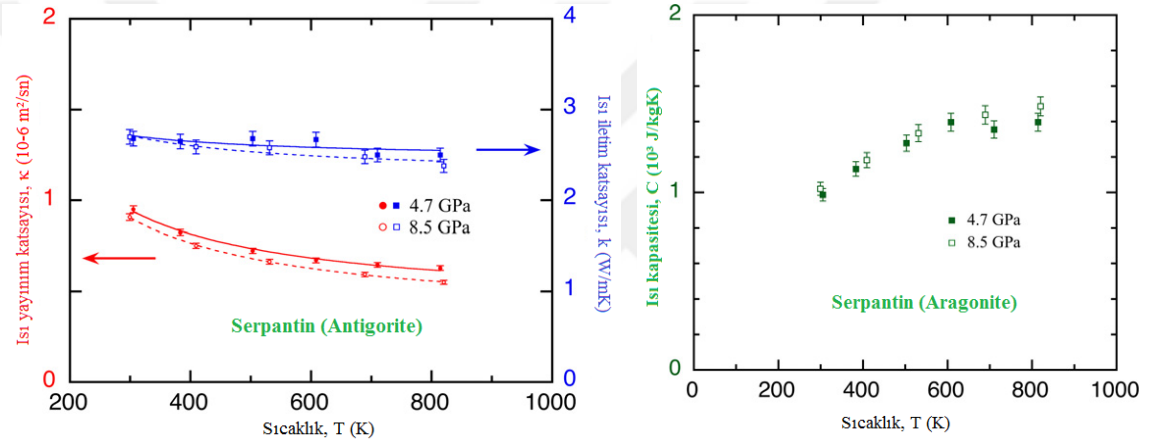 2
1
0
Isı yayınım katsayısı, κ (10-6 m²/sn)
4
3
2
1
0
Isı iletim katsayısı, k (W/mK)
4.7 GPa
8.5 GPa
Serpantin (Antigorite)
200
400
600
800
1000
Sıcaklık, T (K)
2
1
0
Isı kapasitesi, C (10³ J/kgK)
4.7 GPa
8.5 GPa
Serpantin (Aragonite)
0
200
400
600
800
1000
Sıcaklık, T (K)